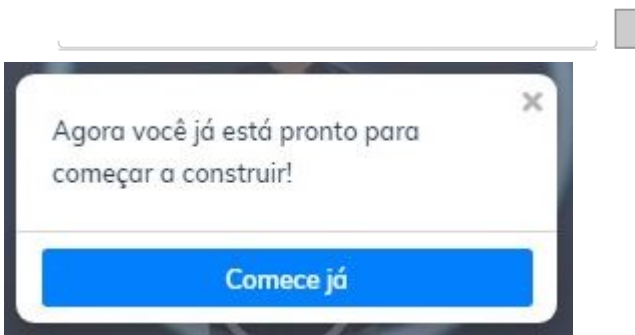 Agora você já está pronto para
começar a construir!
Comece já